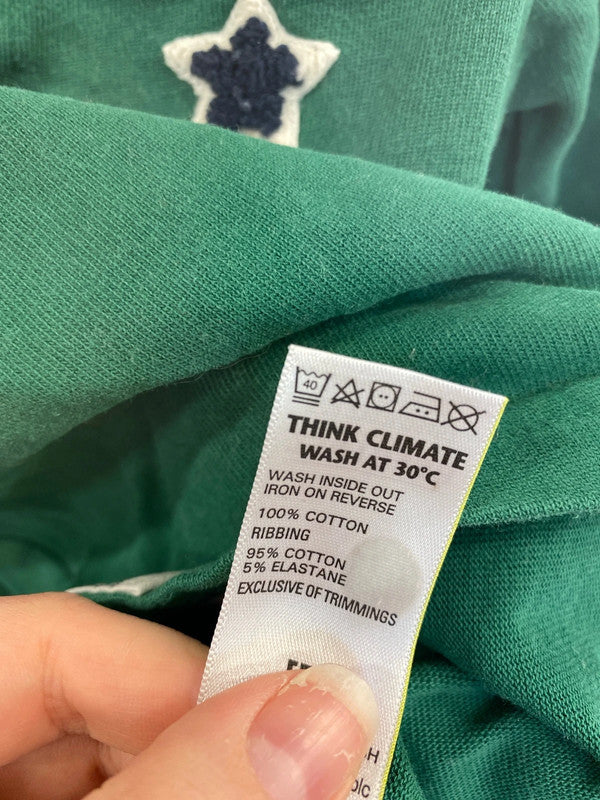 40
THINK CLIMATE
WASH AT 30°C
WASH INSIDE OUT
IRON ON REVERSE
100% COTTON
RIBBING
95% COTTON
5% ELASTANE
EXCLUSIVE OF TRIMMINGS